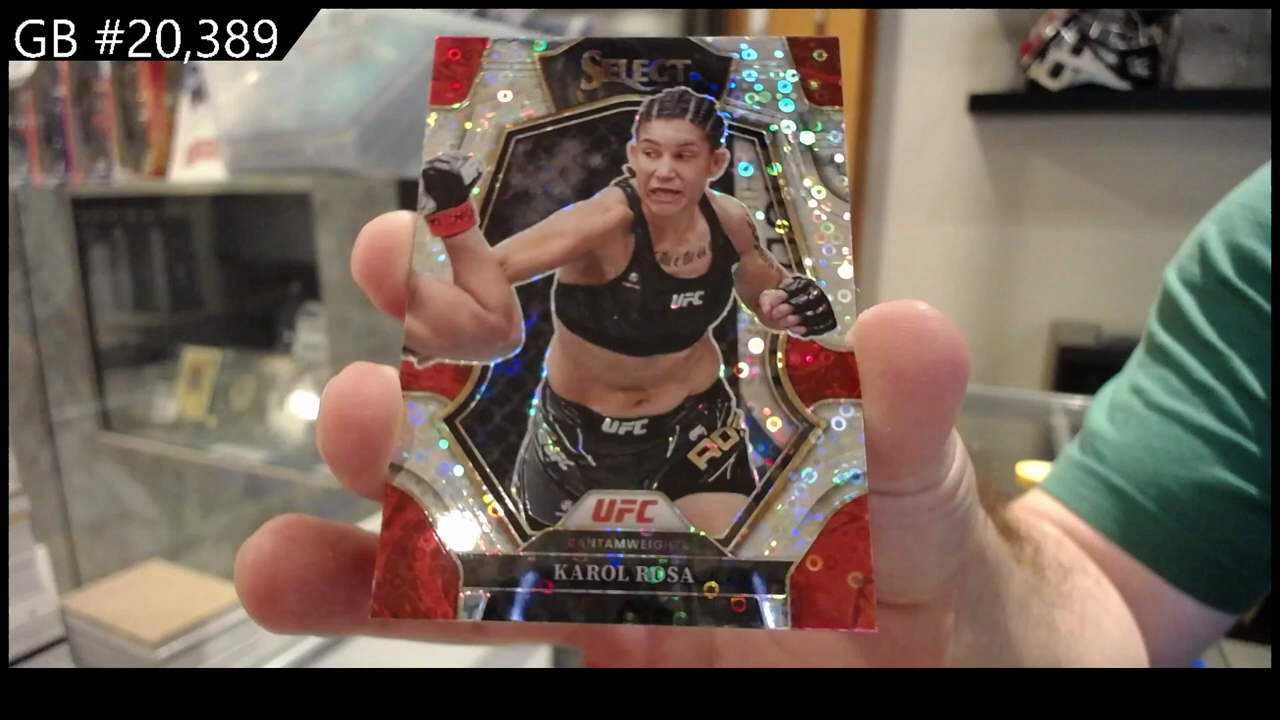 GB #20,389
SELECT
UFC
UFC
UFC
BANTAMWEIGHT
KAROL ROSA